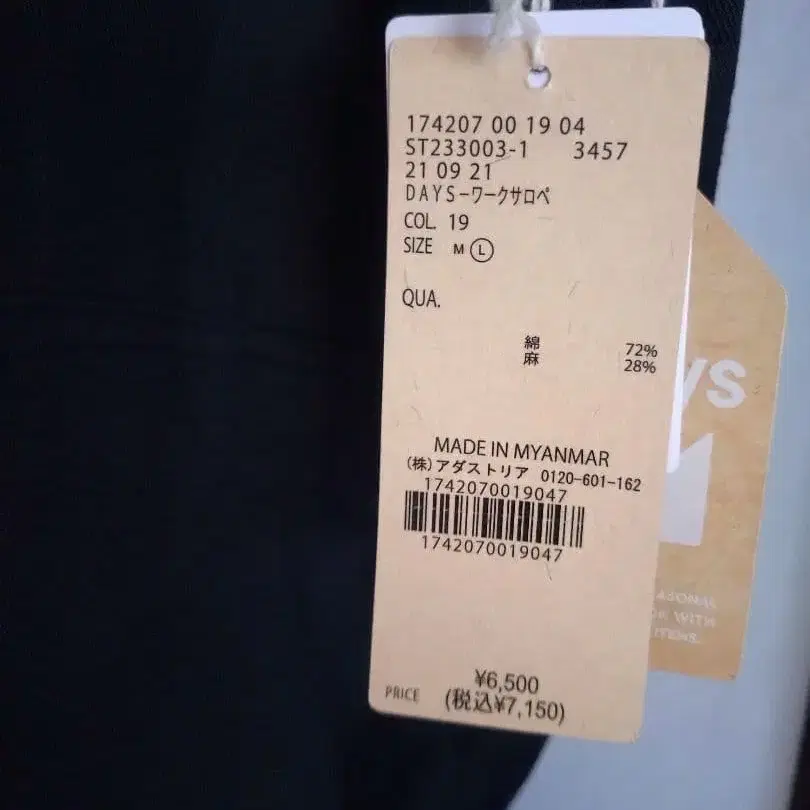 174207 00 19 04
ST233003-1 3457
21 09 21
DAYS-ワークサロペ
COL. 19
SIZE M L
QUA.
綿 72%
麻 28%
MADE IN MYANMAR
(株)アダストリア 0120-601-162
1742070019047
1742070019047
PRICE ¥6,500
(税込¥7,150)
WITH